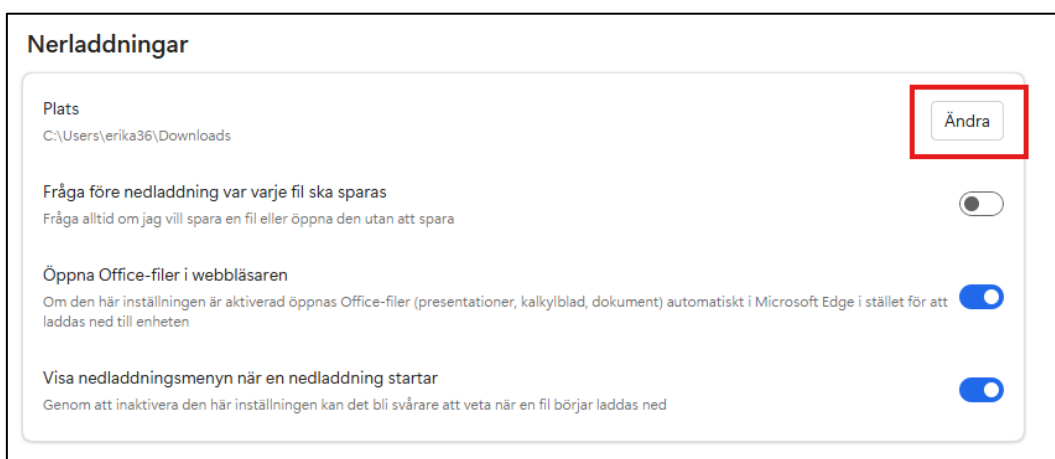 Nerladdningar
Plats
C:\Users\erika36\Downloads
Ändra
Fråga före nedladdning var varje fil ska sparas
Fråga alltid om jag vill spara en fil eller öppna den utan att spara
Öppna Office-filer i webbläsaren
Om den här inställningen är aktiverad öppnas Office-filer (presentationer, kalkylblad, dokument) automatiskt i Microsoft Edge i stället för att
laddas ned till enheten
Visa nedladdningsmenyn när en nedladdning startar
Genom att inaktivera den här inställningen kan det bli svårare att veta när en fil börjar laddas ned